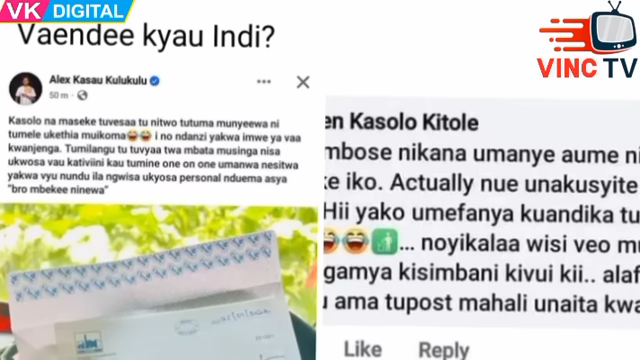 VK DIGITAL
Vaendee kyau Indi?
Alex Kasau Kulukulu
50 m
Kasolo na maseke tuvesaa tu nitwo tutuma munyeewa ni
tumele ukethia muikoma😂😂 i no ndanzi yakwa imwe ya vaa
kwanjenga. Tumilangu tu tuvyaa twa mbata musinga nisa
ukwosa vau kativiini kau tumine one on one umanwa nesitwa
yakwa vyu nundu ila ngwisa ukyosa personal nduema asya
"bro mbekee ninewa"
VINC TV
en Kasolo Kitole
mbose nikana umanye aume ni
ke iko. Actually nue unakusyite
Hii yako umefanya kuandika tu
😂🚮... noyikalaa wisi veo mu
gamya kisimbani kivui kii.. alaf
ama tupost mahali unaita kwa
Like Reply